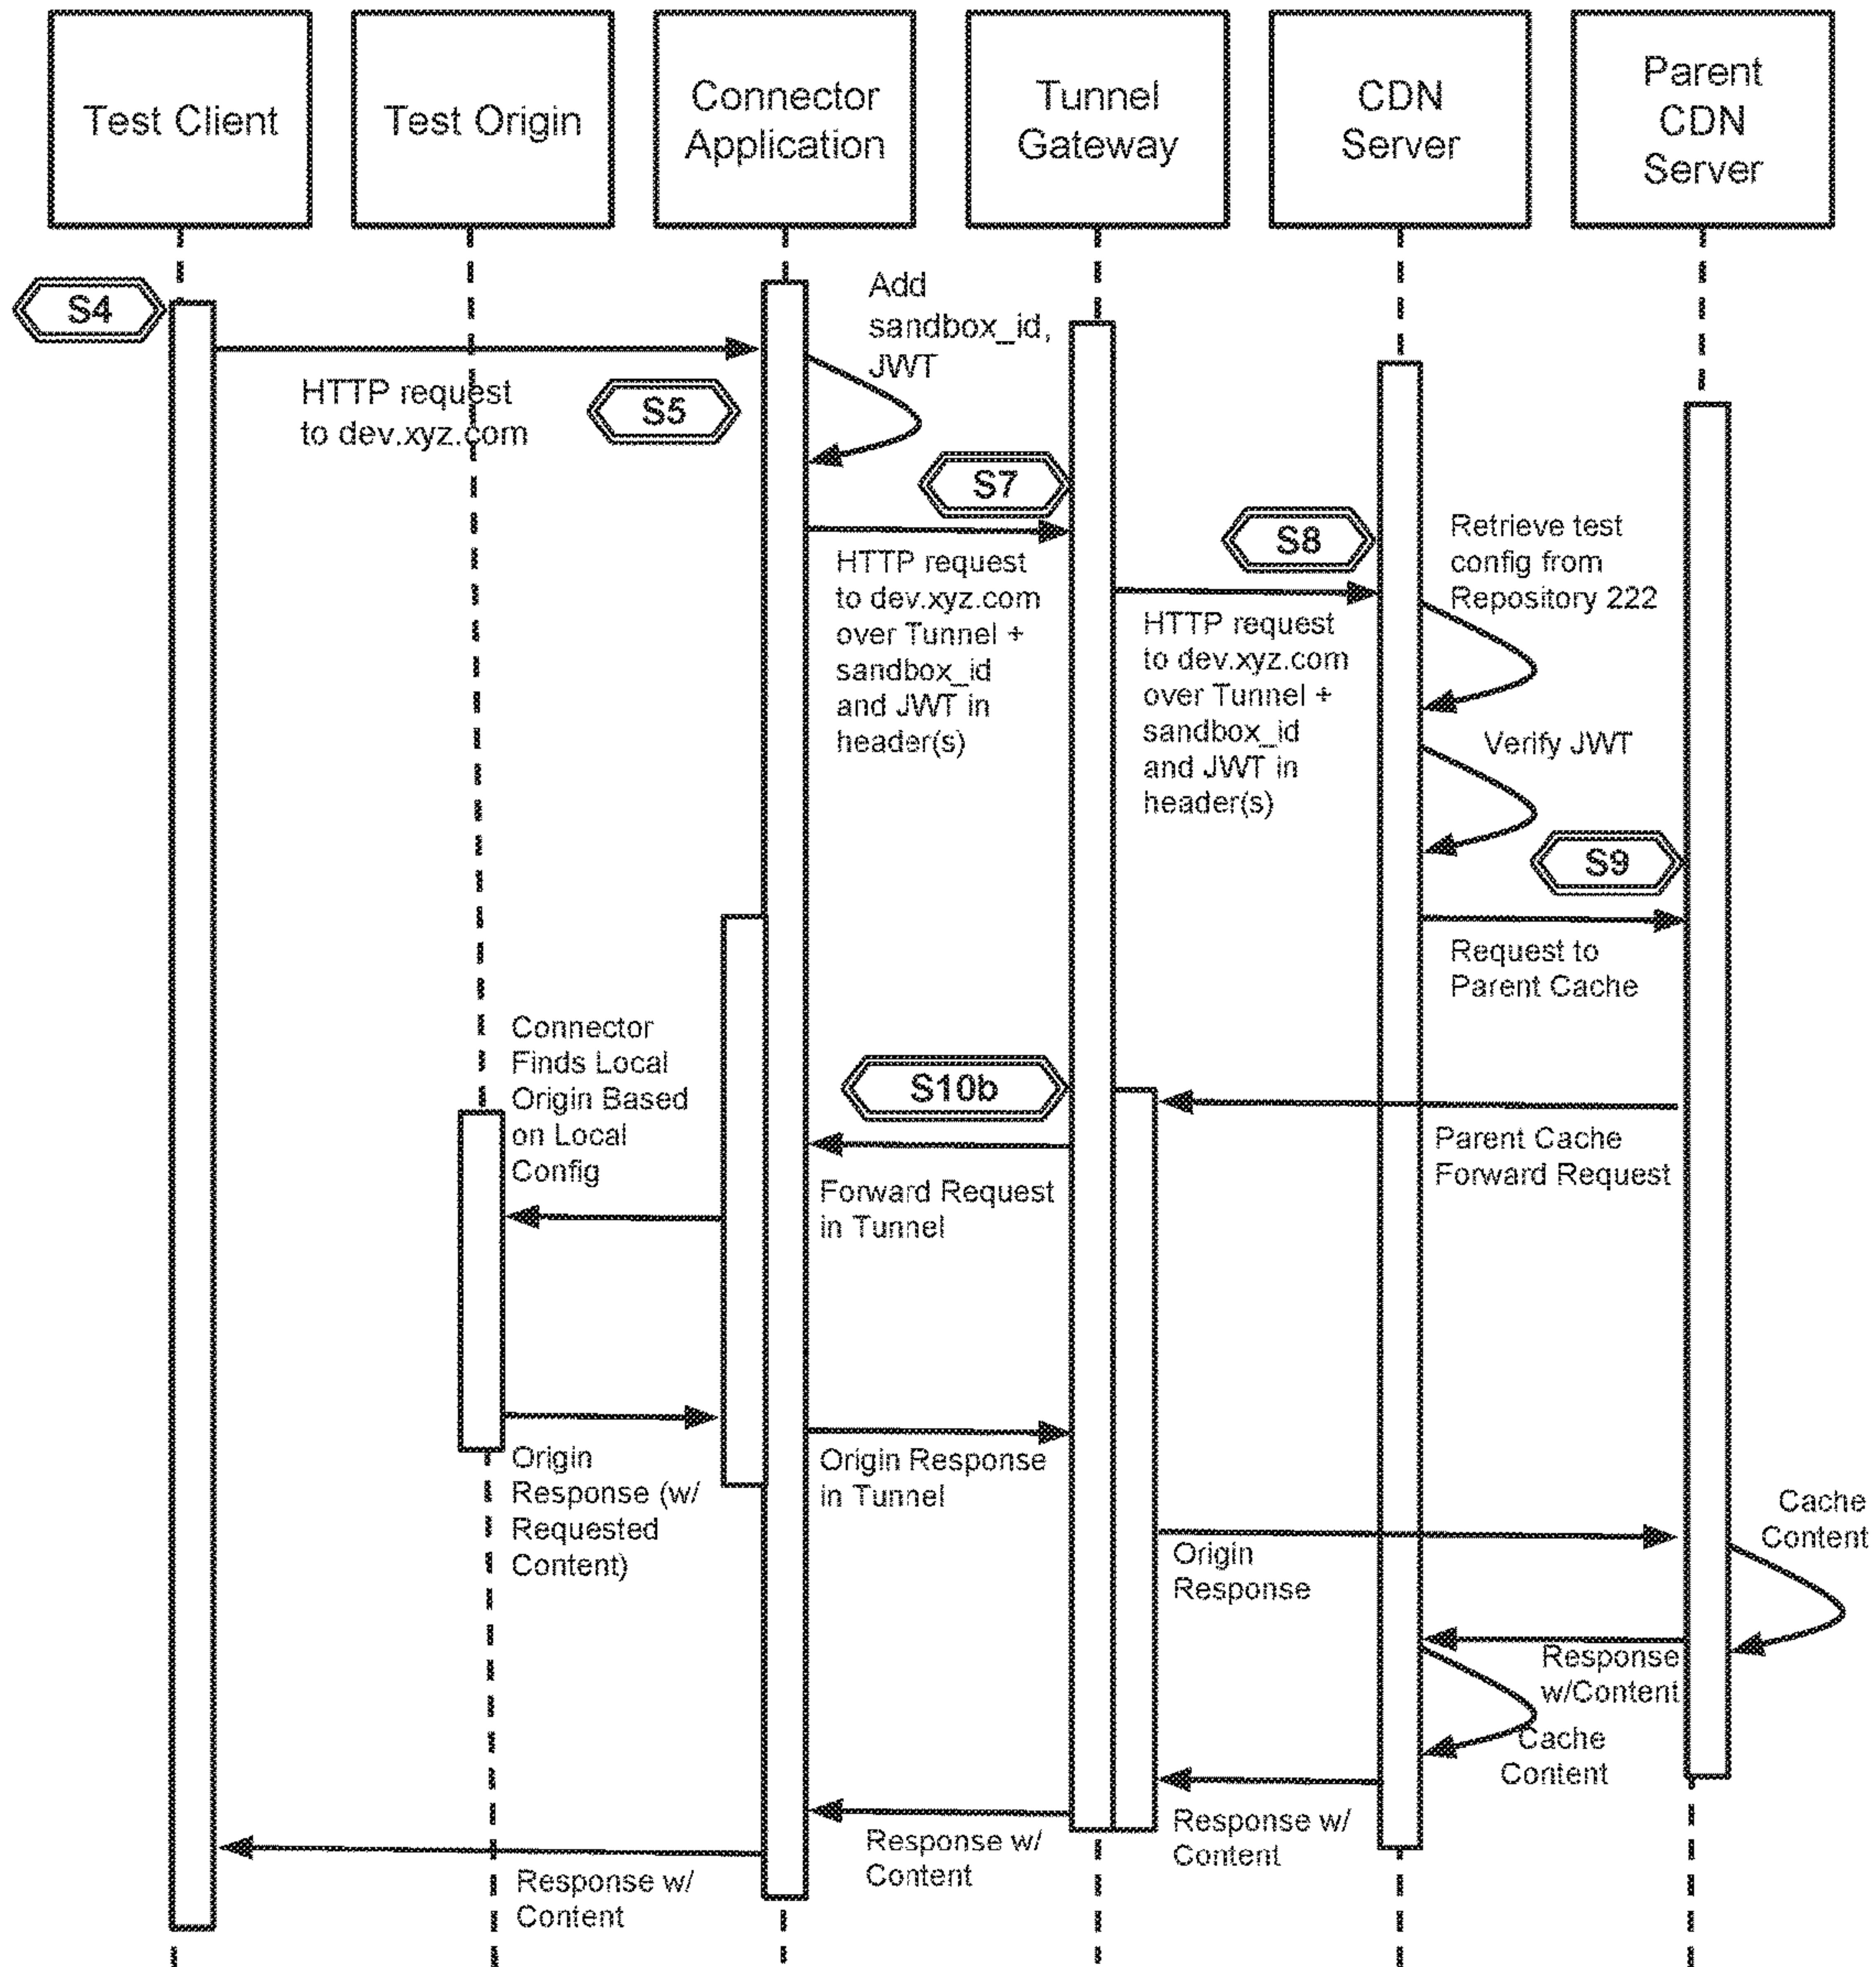 Test Client
Test Origin
Connector
Application
Tunnel
Gateway
CDN
Server
Parent
CDN
Server
S4
HTTP request
to dev.xyz.com
S5
Add
sandbox_id,
JWT
S7
HTTP request
to dev.xyz.com
over Tunnel +
sandbox_id
and JWT in
header(s)
S8
HTTP request
to dev.xyz.com
over Tunnel +
sandbox_id
and JWT in
header(s)
Retrieve test
config from
Repository 222
Verify JWT
S9
Request to
Parent Cache
Parent Cache
Forward Request
S10b
Forward Request
in Tunnel
Connector
Finds Local
Origin Based
on Local
Config
Origin
Response (w/
Requested
Content)
Origin Response
in Tunnel
Origin
Response
Cache
Content
Response
w/Content
Cache
Content
Response w/
Content
Response w/
Content
Response w/
Content